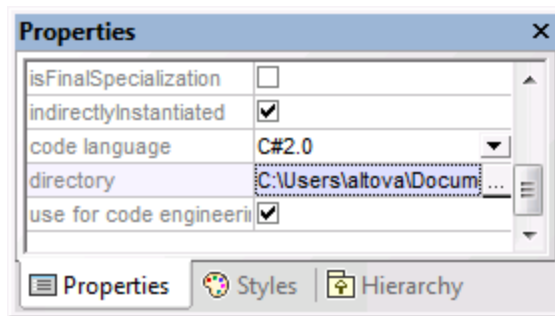 Properties
isFinalSpecialization
indirectlyInstantiated
code language C#2.0
directory C:\Users\altova\Docum ...
use for code engineeri
Properties Styles Hierarchy